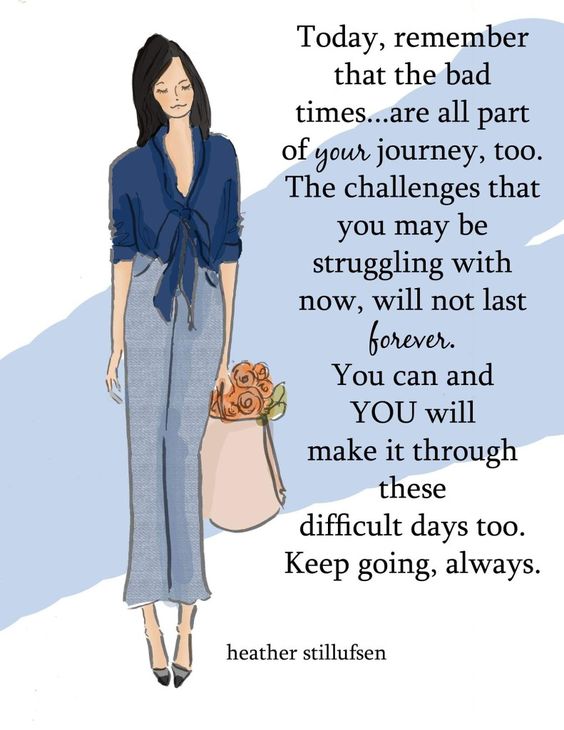 Today, remember
that the bad
times...are all part
of your journey, too.
The challenges that
you may be
struggling with
now, will not last
forever.
You can and
YOU will
make it through
these
difficult days too.
Keep going, always.
heather stillufsen